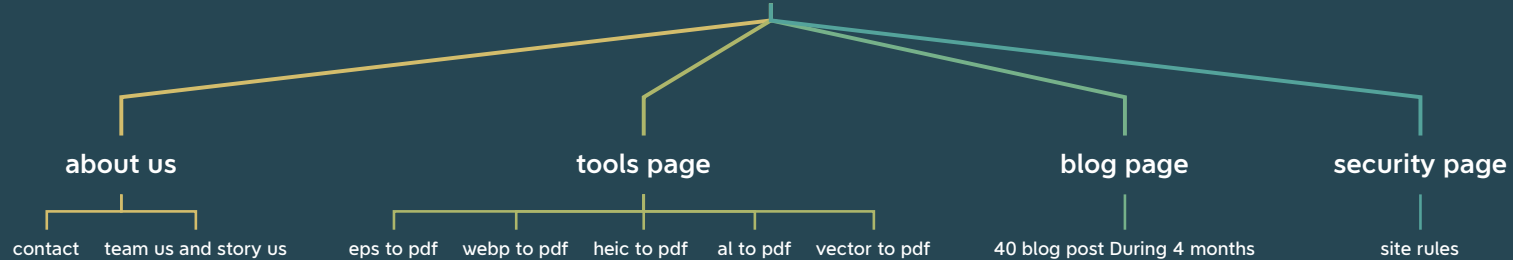 about us
tools page
blog page
security page
contact
team us and story us
eps to pdf
webp to pdf
heic to pdf
al to pdf
vector to pdf
40 blog post During 4 months
site rules